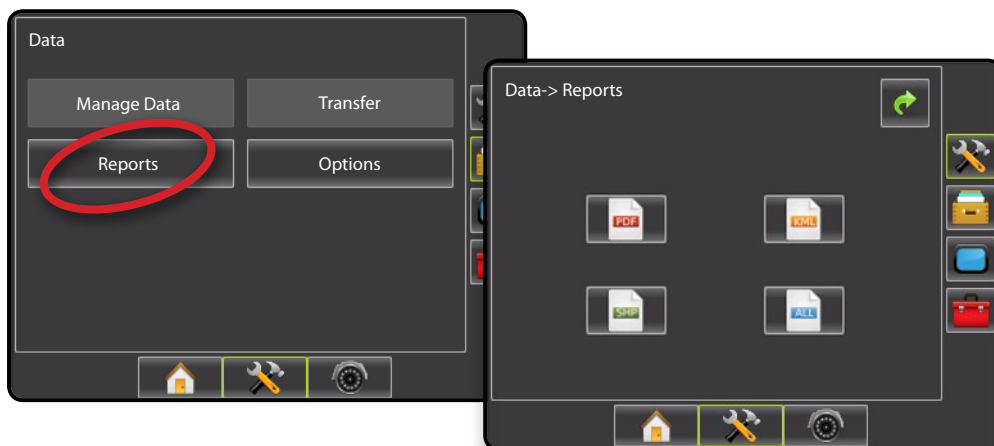 Data
Manage Data
Transfer
Reports
Options
Data-> Reports
PDF
KML
SHP
ALL